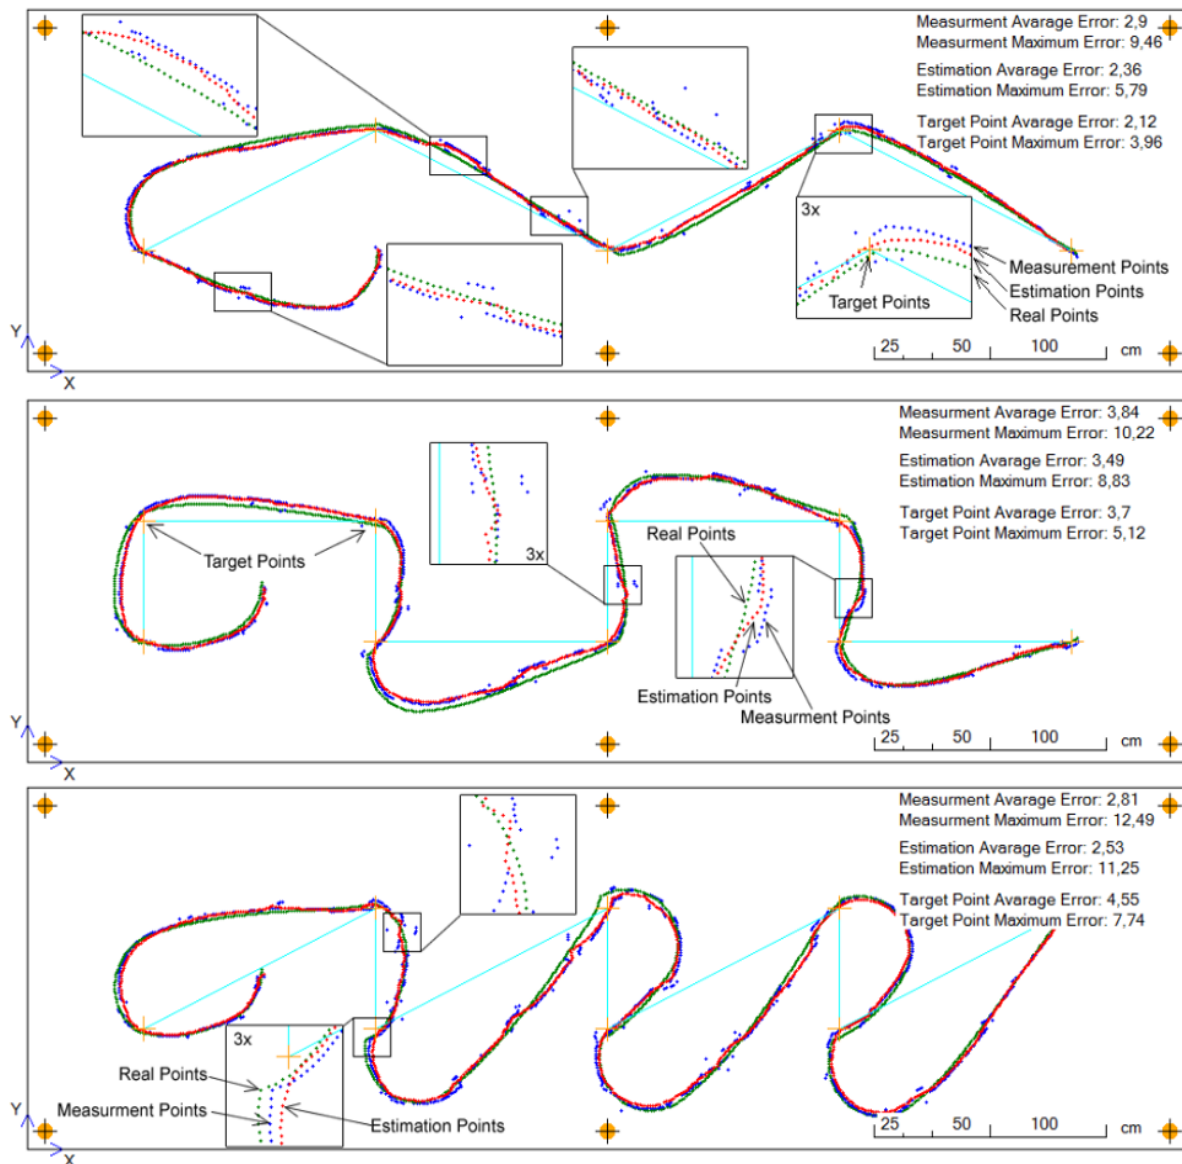 Measurment Avarage Error: 2,9
Measurment Maximum Error: 9,46
Estimation Avarage Error: 2,36
Estimation Maximum Error: 5,79
Target Point Avarage Error: 2,12
Target Point Maximum Error: 3,96
3x
Measurement Points
Estimation Points
Real Points
Target Points
25 50 100 cm
Y
X
Measurment Avarage Error: 3,84
Measurment Maximum Error: 10,22
Estimation Avarage Error: 3,49
Estimation Maximum Error: 8,83
Target Point Avarage Error: 3,7
Target Point Maximum Error: 5,12
Real Points
3x
Target Points
Estimation Points
Measurment Points
25 50 100 cm
Y
X
Measurment Avarage Error: 2,81
Measurment Maximum Error: 12,49
Estimation Avarage Error: 2,53
Estimation Maximum Error: 11,25
Target Point Avarage Error: 4,55
Target Point Maximum Error: 7,74
3x
Real Points
Measurment Points
Estimation Points
25 50 100 cm
Y
X